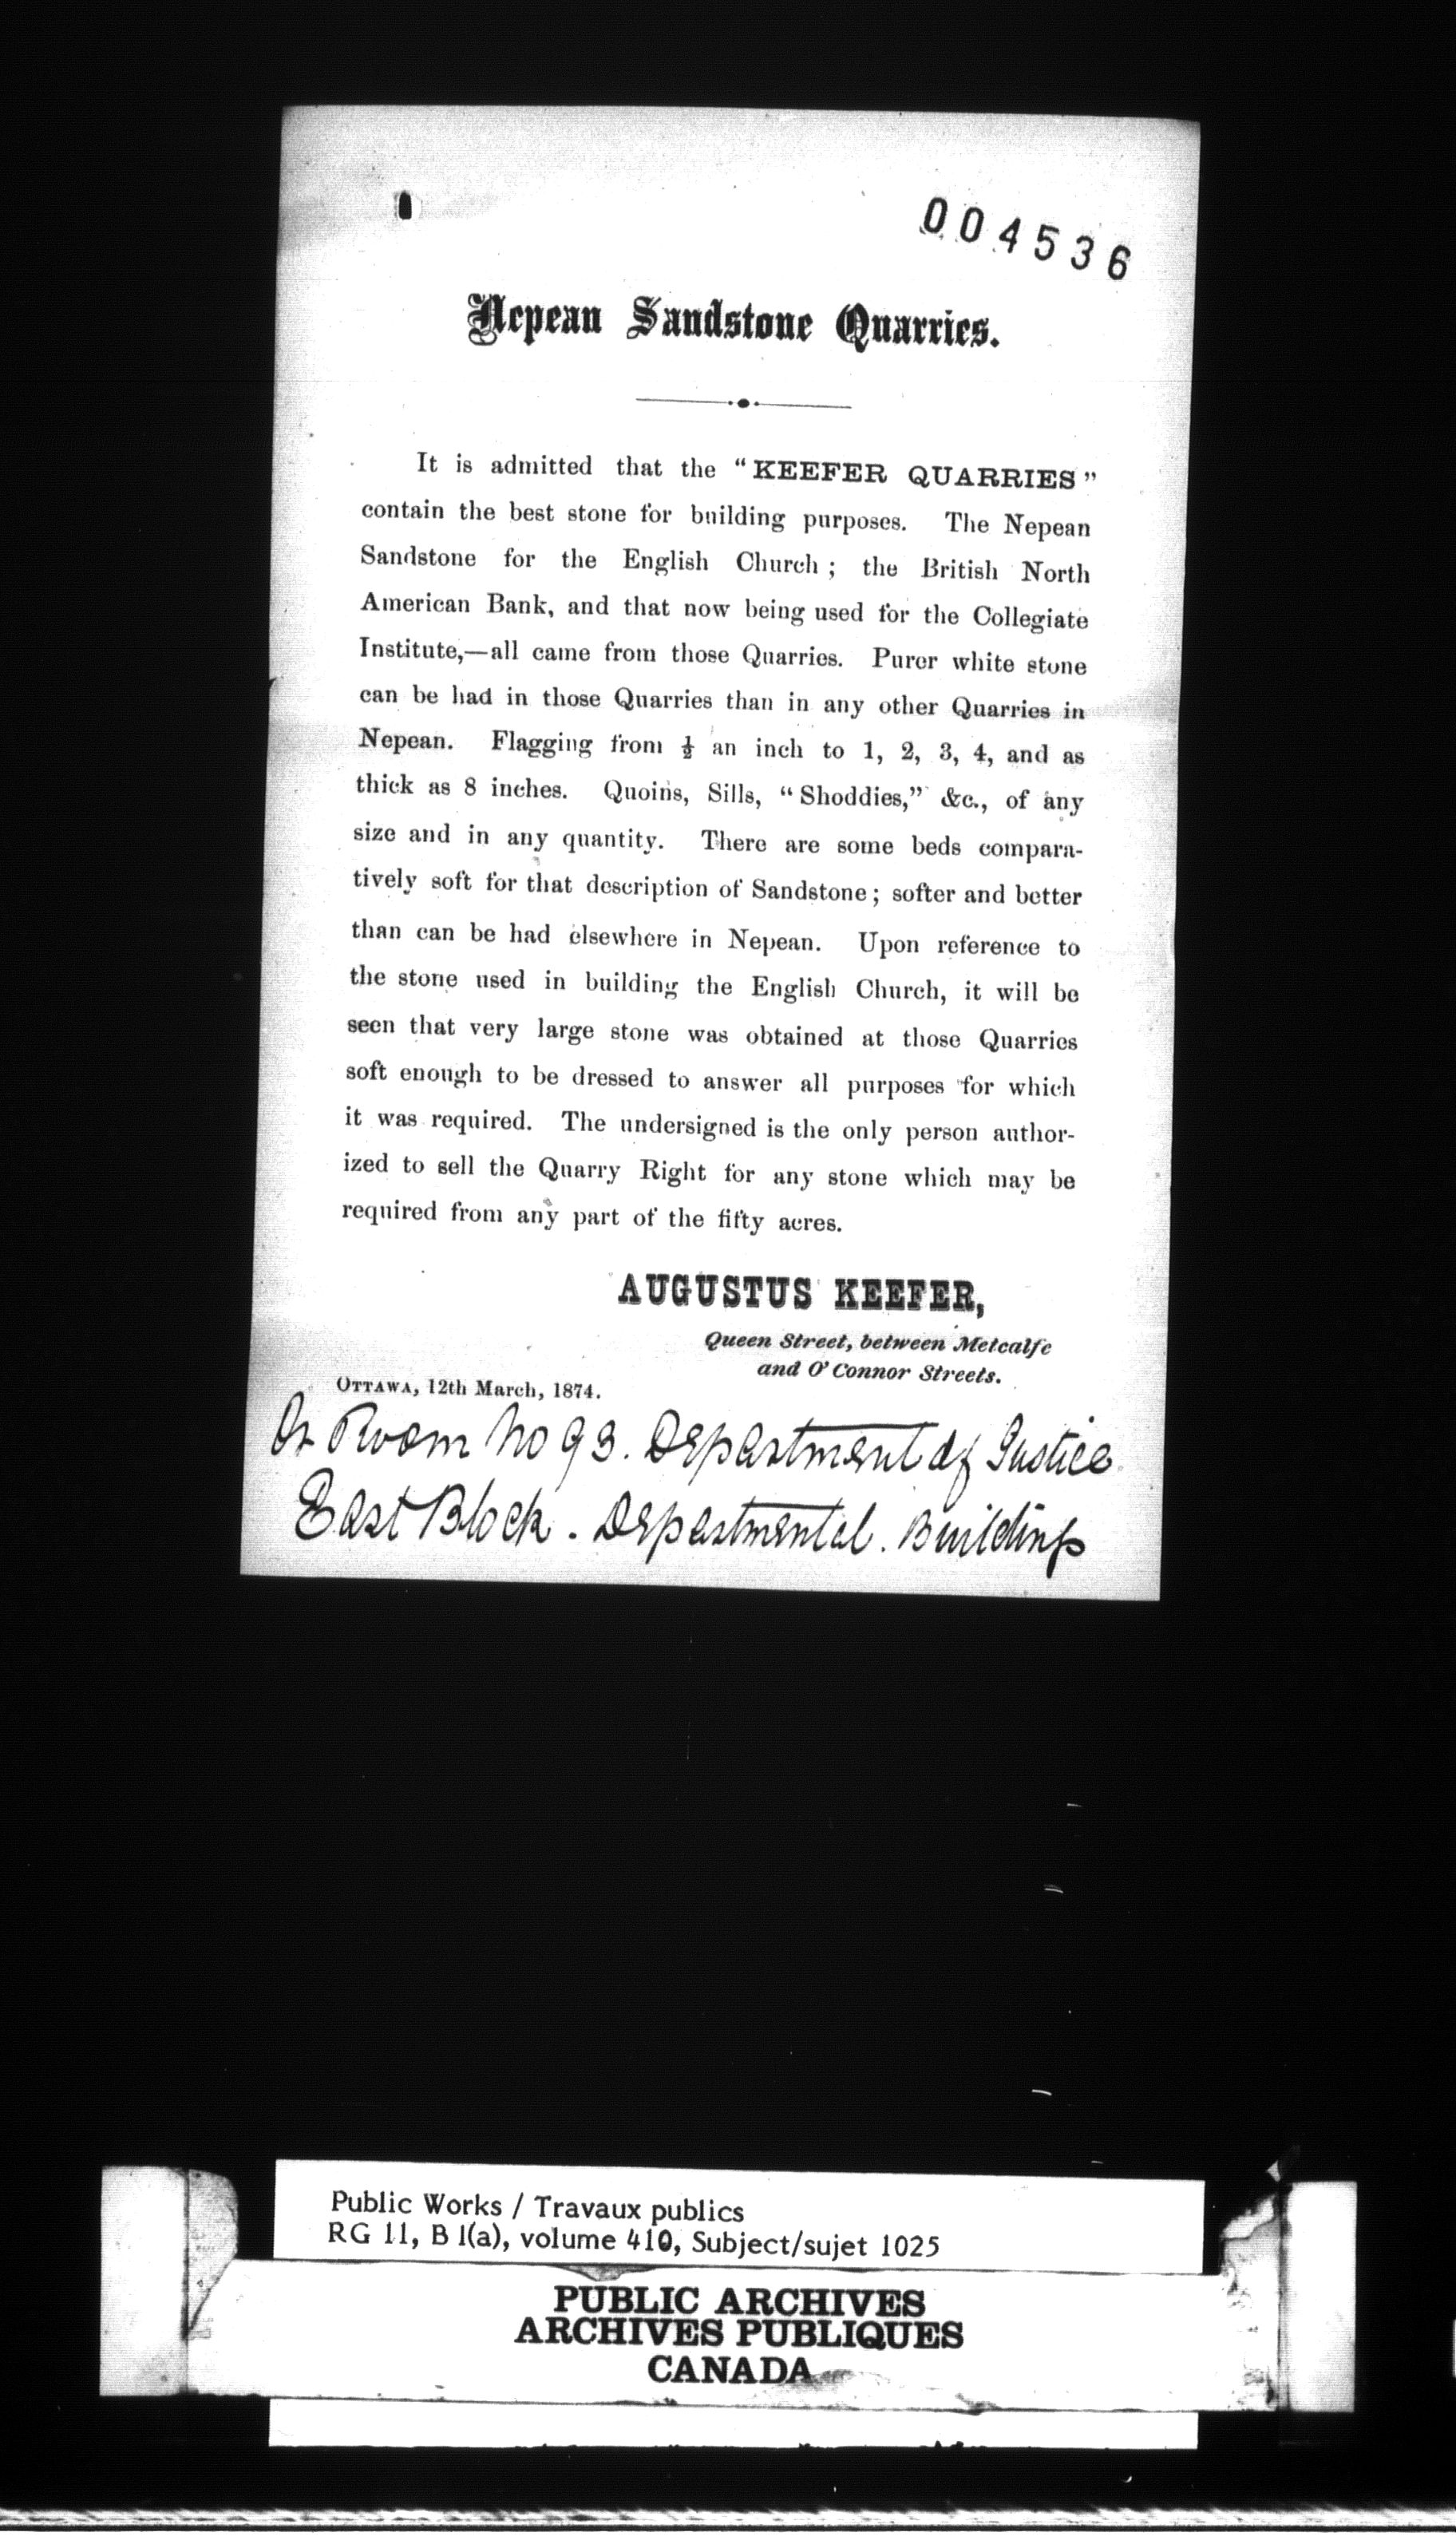 004536
Nepean Sandstone Quarries.
It is admitted that the “KEEFER QUARRIES”
contain the best stone for building purposes. The Nepean
Sandstone for the English Church; the British North
American Bank, and that now being used for the Collegiate
Institute,—all came from those Quarries. Purer white stone
can be had in those Quarries than in any other Quarries in
Nepean. Flagging from ½ an inch to 1, 2, 3, 4, and as
thick as 8 inches. Quoins, Sills, “Shoddies,” &c., of any
size and in any quantity. There are some beds compara-
tively soft for that description of Sandstone; softer and better
than can be had elsewhere in Nepean. Upon reference to
the stone used in building the English Church, it will be
seen that very large stone was obtained at those Quarries
soft enough to be dressed to answer all purposes for which
it was required. The undersigned is the only person author-
ized to sell the Quarry Right for any stone which may be
required from any part of the fifty acres.
AUGUSTUS KEEFER,
Queen Street, between Metcalfe
and O'Connor Streets.
OTTAWA, 12th March, 1874.
Or Room No 93. Department of Justice
East Block. Departmental. Buildings
Public Works / Travaux publics
RG 11, B 1(a), volume 410, Subject/sujet 1025
PUBLIC ARCHIVES
ARCHIVES PUBLIQUES
CANADA